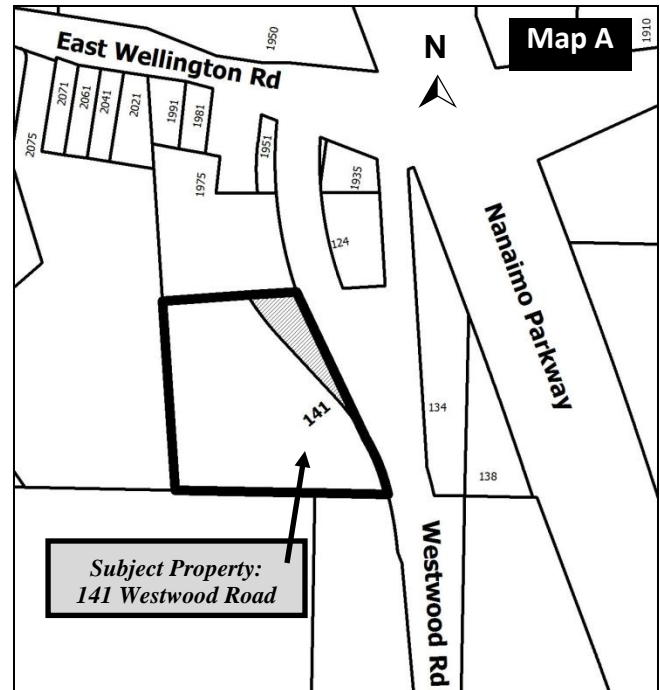 1950
1910
Map A
East Wellington Rd
N
2071
2061
2041
2021
1991
1981
2075
1951
1935
1975
124
Nanaimo Parkway
141
134
138
Subject Property:
141 Westwood Road
Westwood Rd